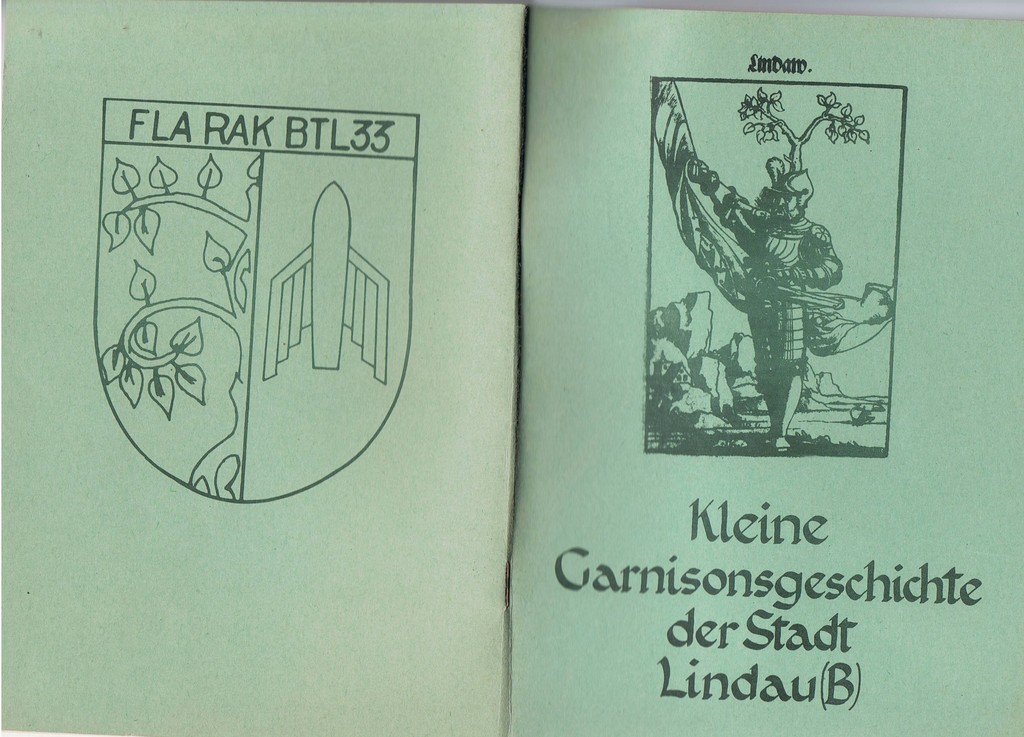 FLA RAK BTL33
Lindaw.
Kleine
Garnisonsgeschichte
der Stadt
Lindau(B)